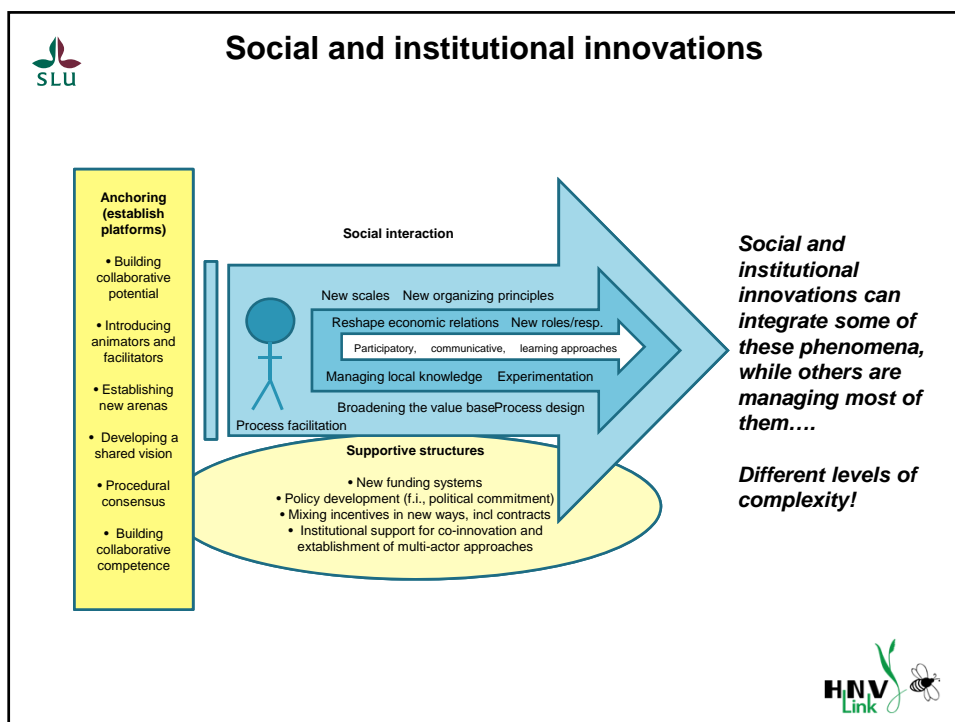 Social and institutional innovations
SLU
Anchoring
(establish
platforms)
• Building
collaborative
potential
• Introducing
animators and
facilitators
• Establishing
new arenas
• Developing a
shared vision
• Procedural
consensus
• Building
collaborative
competence
Social interaction
New scales New organizing principles
Reshape economic relations New roles/resp.
Participatory, communicative, learning approaches
Managing local knowledge Experimentation
Broadening the value baseProcess design
Process facilitation
Supportive structures
• New funding systems
• Policy development (f.i., political commitment)
• Mixing incentives in new ways, incl contracts
• Institutional support for co-innovation and
extablishment of multi-actor approaches
Social and
institutional
innovations can
integrate some of
these phenomena,
while others are
managing most of
them….
Different levels of
complexity!
HNV
Link